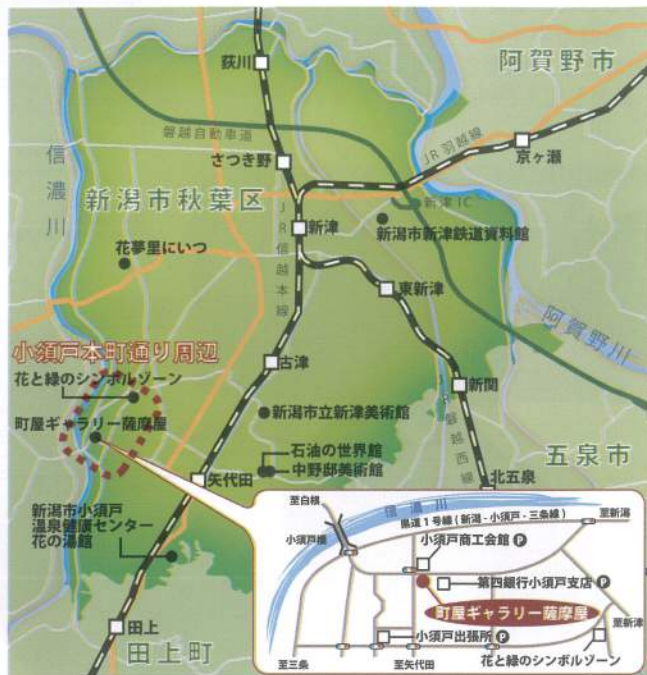 荻川
阿賀野市
磐越自動車道
JR羽越線
京ヶ瀬
さつき野
信濃川
新潟市秋葉区
新津IC
新津
新潟市新津鉄道資料館
JR信越本線
花夢里にいつ
東新津
阿賀野川
小須戸本町通り周辺
古津
花と緑のシンボルゾーン
新関
新潟市立新津美術館
JR磐越西線
町屋ギャラリー薩摩屋
石油の世界館
五泉市
中野邸美術館
矢代田
北五泉
新潟市小須戸
温泉健康センター
花の湯館
田上
田上町
至白根
信濃川
県道1号線(新潟-小須戸-三条線)
至新潟
小須戸橋
小須戸商工会館 P
第四銀行小須戸支店 P
町屋ギャラリー薩摩屋
小須戸出張所 P
至新津
至三条
至矢代田
花と緑のシンボルゾーン